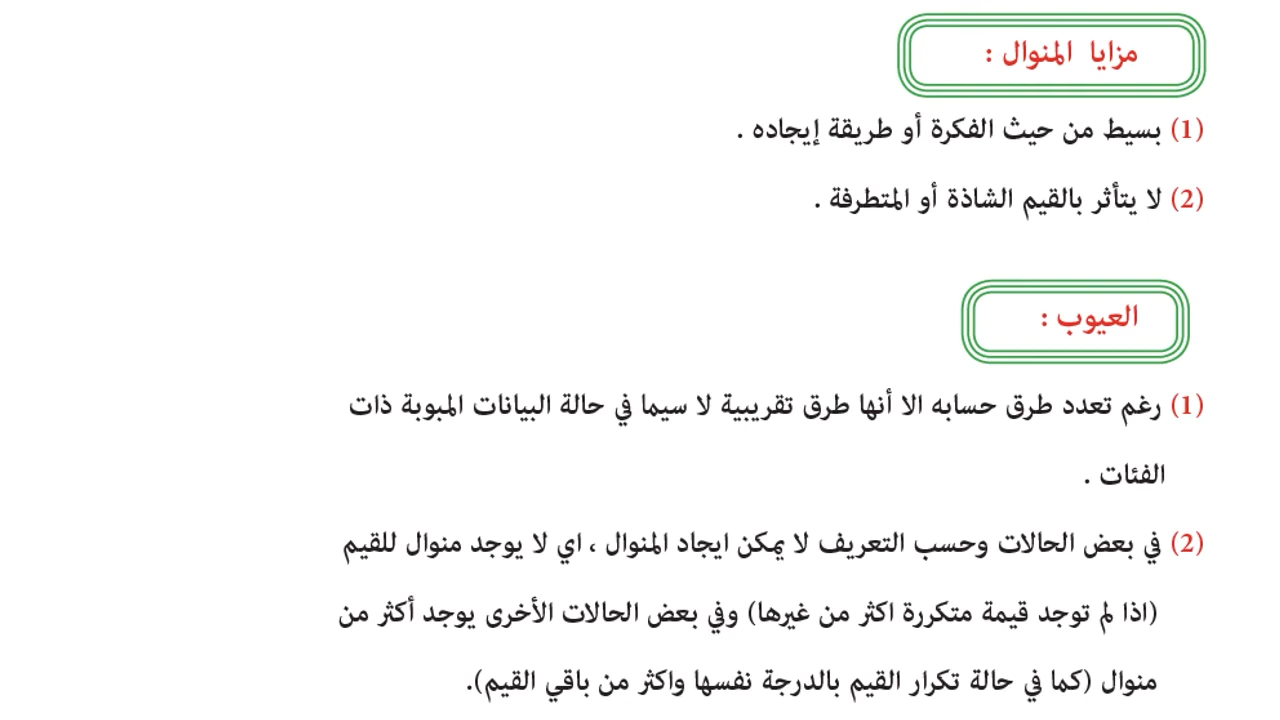 مزايا المنوال :
(1) بسيط من حيث الفكرة أو طريقة إيجاده .
(2) لا يتأثر بالقيم الشاذة أو المتطرفة .
العيوب :
(1) رغم تعدد طرق حسابه الا أنها طرق تقريبية لا سيما في حالة البيانات المبوبة ذات
الفئات .
(2) في بعض الحالات وحسب التعريف لا يمكن ايجاد المنوال ، اي لا يوجد منوال للقيم
(اذا لم توجد قيمة متكررة اكثر من غيرها) وفي بعض الحالات الأخرى يوجد أكثر من
منوال (كما في حالة تكرار القيم بالدرجة نفسها واكثر من باقي القيم).